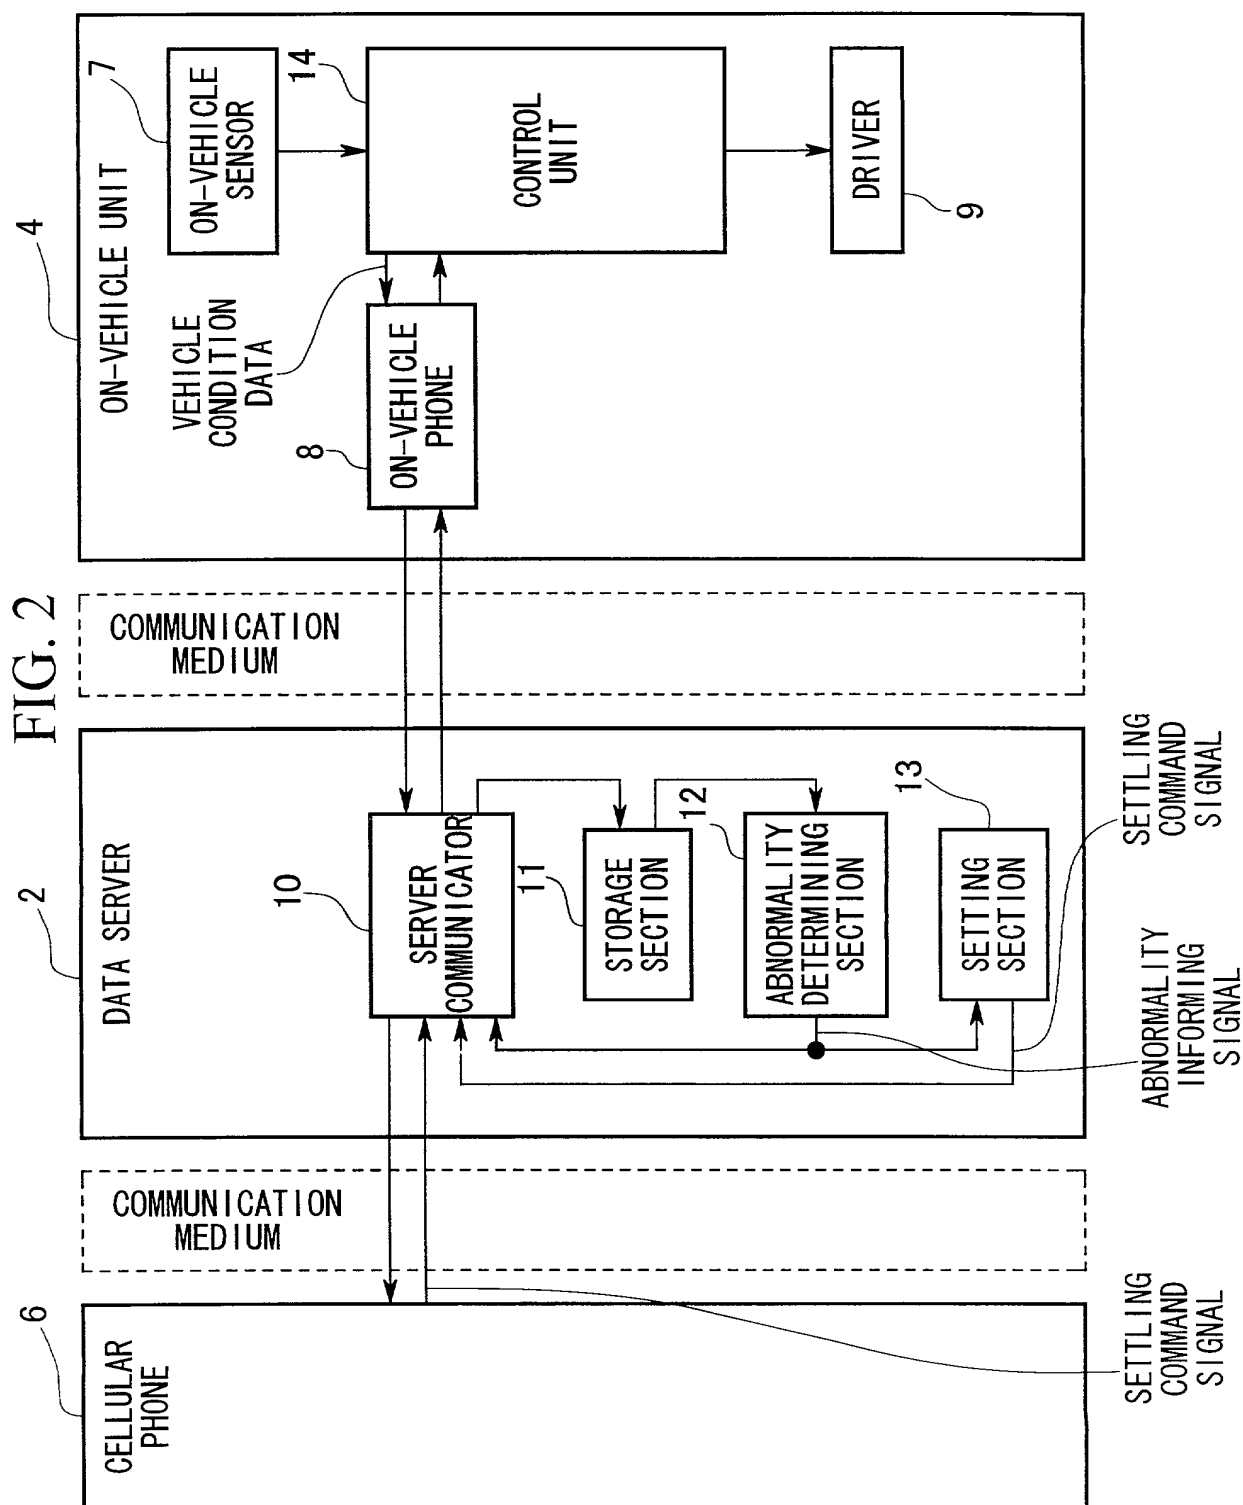 FIG. 2
6
CELLULAR
PHONE
COMMUNICATION
MEDIUM
SETTLING
COMMAND
SIGNAL
2
DATA SERVER
10
SERVER
COMMUNICATOR
11
STORAGE
SECTION
12
ABNORMALITY
DETERMINING
SECTION
13
SETTING
SECTION
ABNORMALITY
INFORMING
SIGNAL
SETTLING
COMMAND
SIGNAL
COMMUNICATION
MEDIUM
4
ON-VEHICLE UNIT
7
ON-VEHICLE
SENSOR
VEHICLE
CONDITION
DATA
8
ON-VEHICLE
PHONE
14
CONTROL
UNIT
DRIVER
9